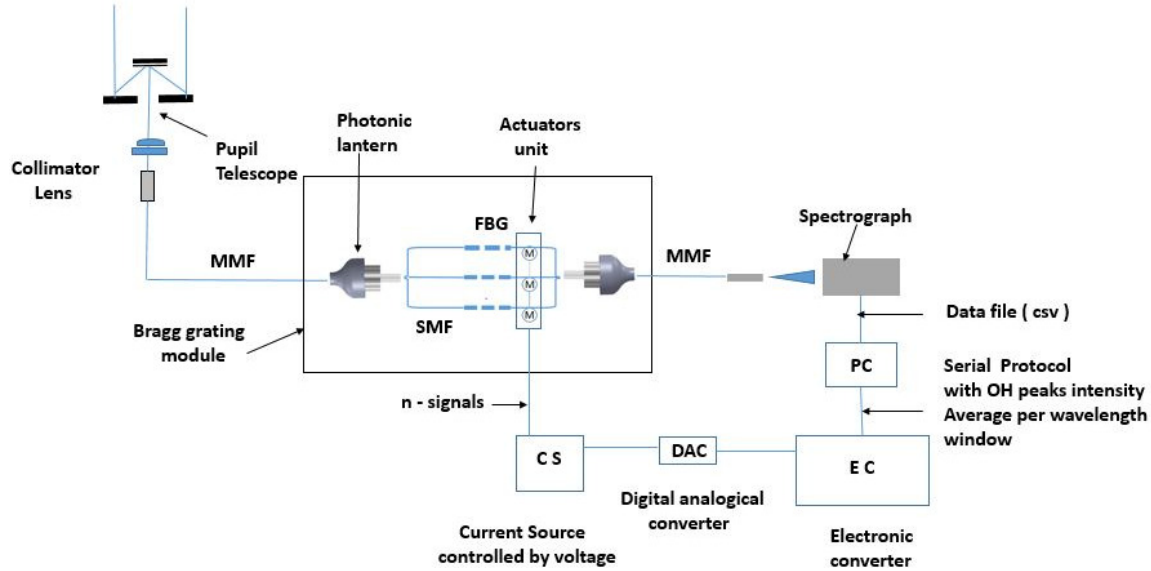 Photonic
lantern
Actuators
unit
Pupil
Telescope
Collimator
Lens
Spectrograph
FBG
M
MMF
M
MMF
M
SMF
Data file ( csv )
Bragg grating
module
PC
Serial Protocol
with OH peaks intensity
Average per wavelength
window
n - signals
C S
DAC
E C
Digital analogical
converter
Current Source
controlled by voltage
Electronic
converter